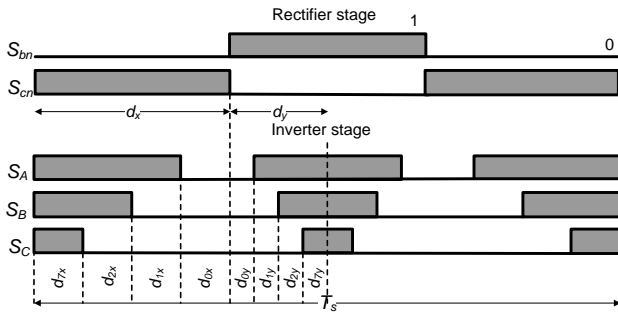 Rectifier stage
1
0
S_bn
S_cn
d_x
d_y
Inverter stage
S_A
S_B
S_C
d_7x
d_2x
d_1x
d_0x
d_0y
d_1y
d_2y
d_7y
T_s